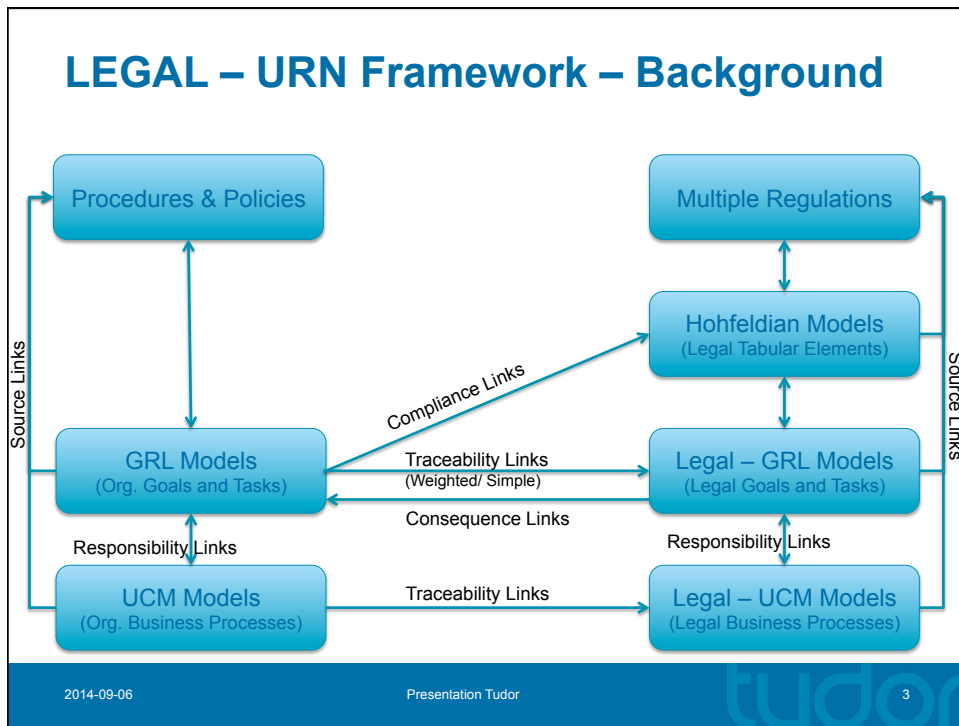 LEGAL – URN Framework – Background
Procedures & Policies
Multiple Regulations
Hohfeldian Models
(Legal Tabular Elements)
Source Links
Source Links
Compliance Links
GRL Models
(Org. Goals and Tasks)
Traceability Links
(Weighted/ Simple)
Legal – GRL Models
(Legal Goals and Tasks)
Consequence Links
Responsibility Links
Responsibility Links
UCM Models
(Org. Business Processes)
Traceability Links
Legal – UCM Models
(Legal Business Processes)
2014-09-06
Presentation Tudor
3
tudor